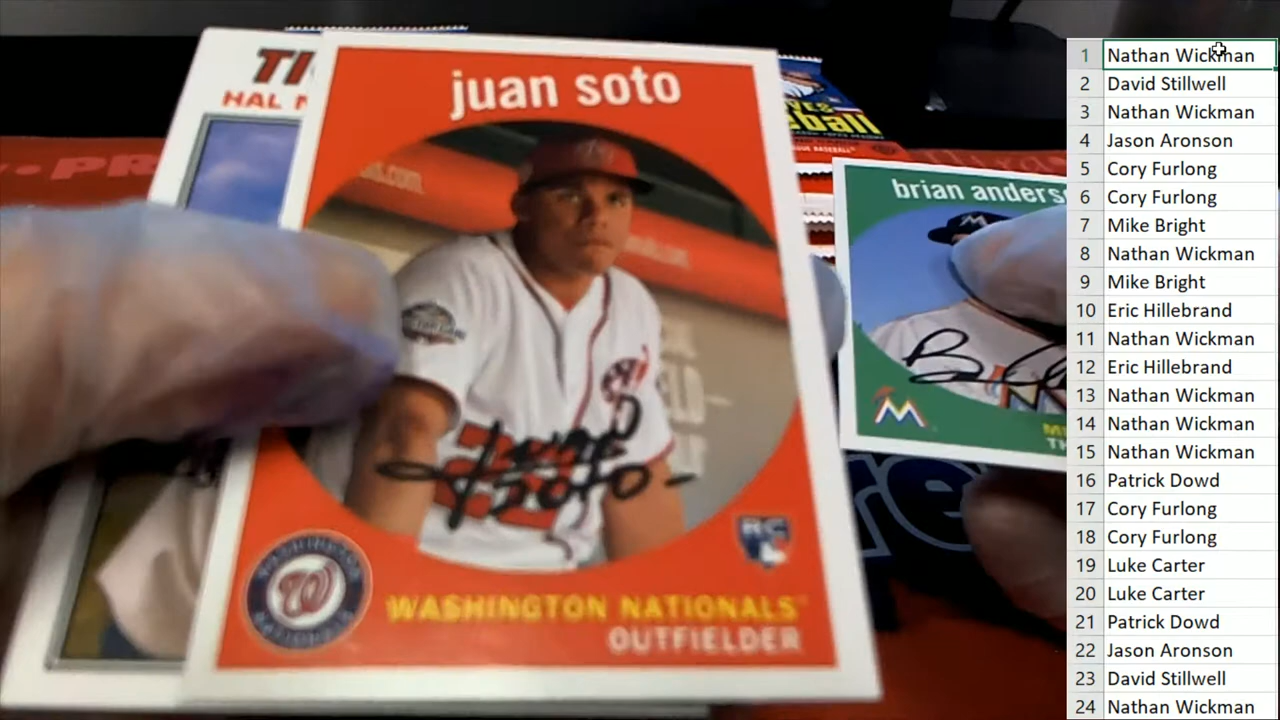 TI
HAL
juan soto
Juan
Soto
RC
WASHINGTON NATIONALS
OUTFIELDER
brian anders
1 Nathan Wickman
2 David Stillwell
3 Nathan Wickman
4 Jason Aronson
5 Cory Furlong
6 Cory Furlong
7 Mike Bright
8 Nathan Wickman
9 Mike Bright
10 Eric Hillebrand
11 Nathan Wickman
12 Eric Hillebrand
13 Nathan Wickman
14 Nathan Wickman
15 Nathan Wickman
16 Patrick Dowd
17 Cory Furlong
18 Cory Furlong
19 Luke Carter
20 Luke Carter
21 Patrick Dowd
22 Jason Aronson
23 David Stillwell
24 Nathan Wickman